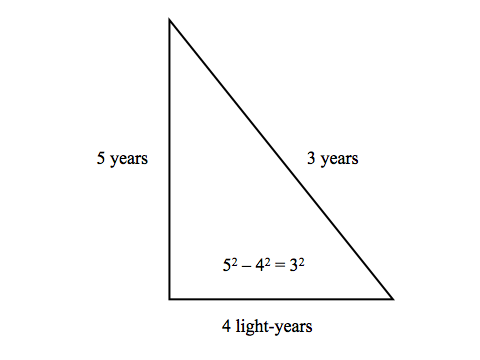 5 years
3 years
5² – 4² = 3²
4 light-years